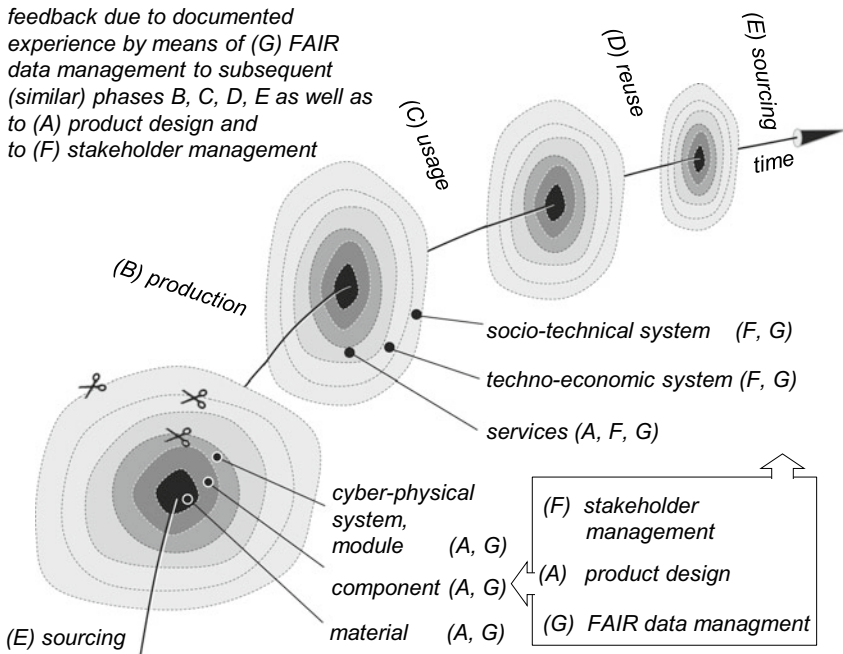 feedback due to documented
experience by means of (G) FAIR
data management to subsequent
(similar) phases B, C, D, E as well as
to (A) product design and
to (F) stakeholder management
(E) sourcing
(D) reuse
(C) usage
time
(B) production
socio-technical system (F, G)
techno-economic system (F, G)
services (A, F, G)
cyber-physical
system,
module (A, G)
component (A, G)
material (A, G)
(F) stakeholder
management
(A) product design
(G) FAIR data managment
(E) sourcing